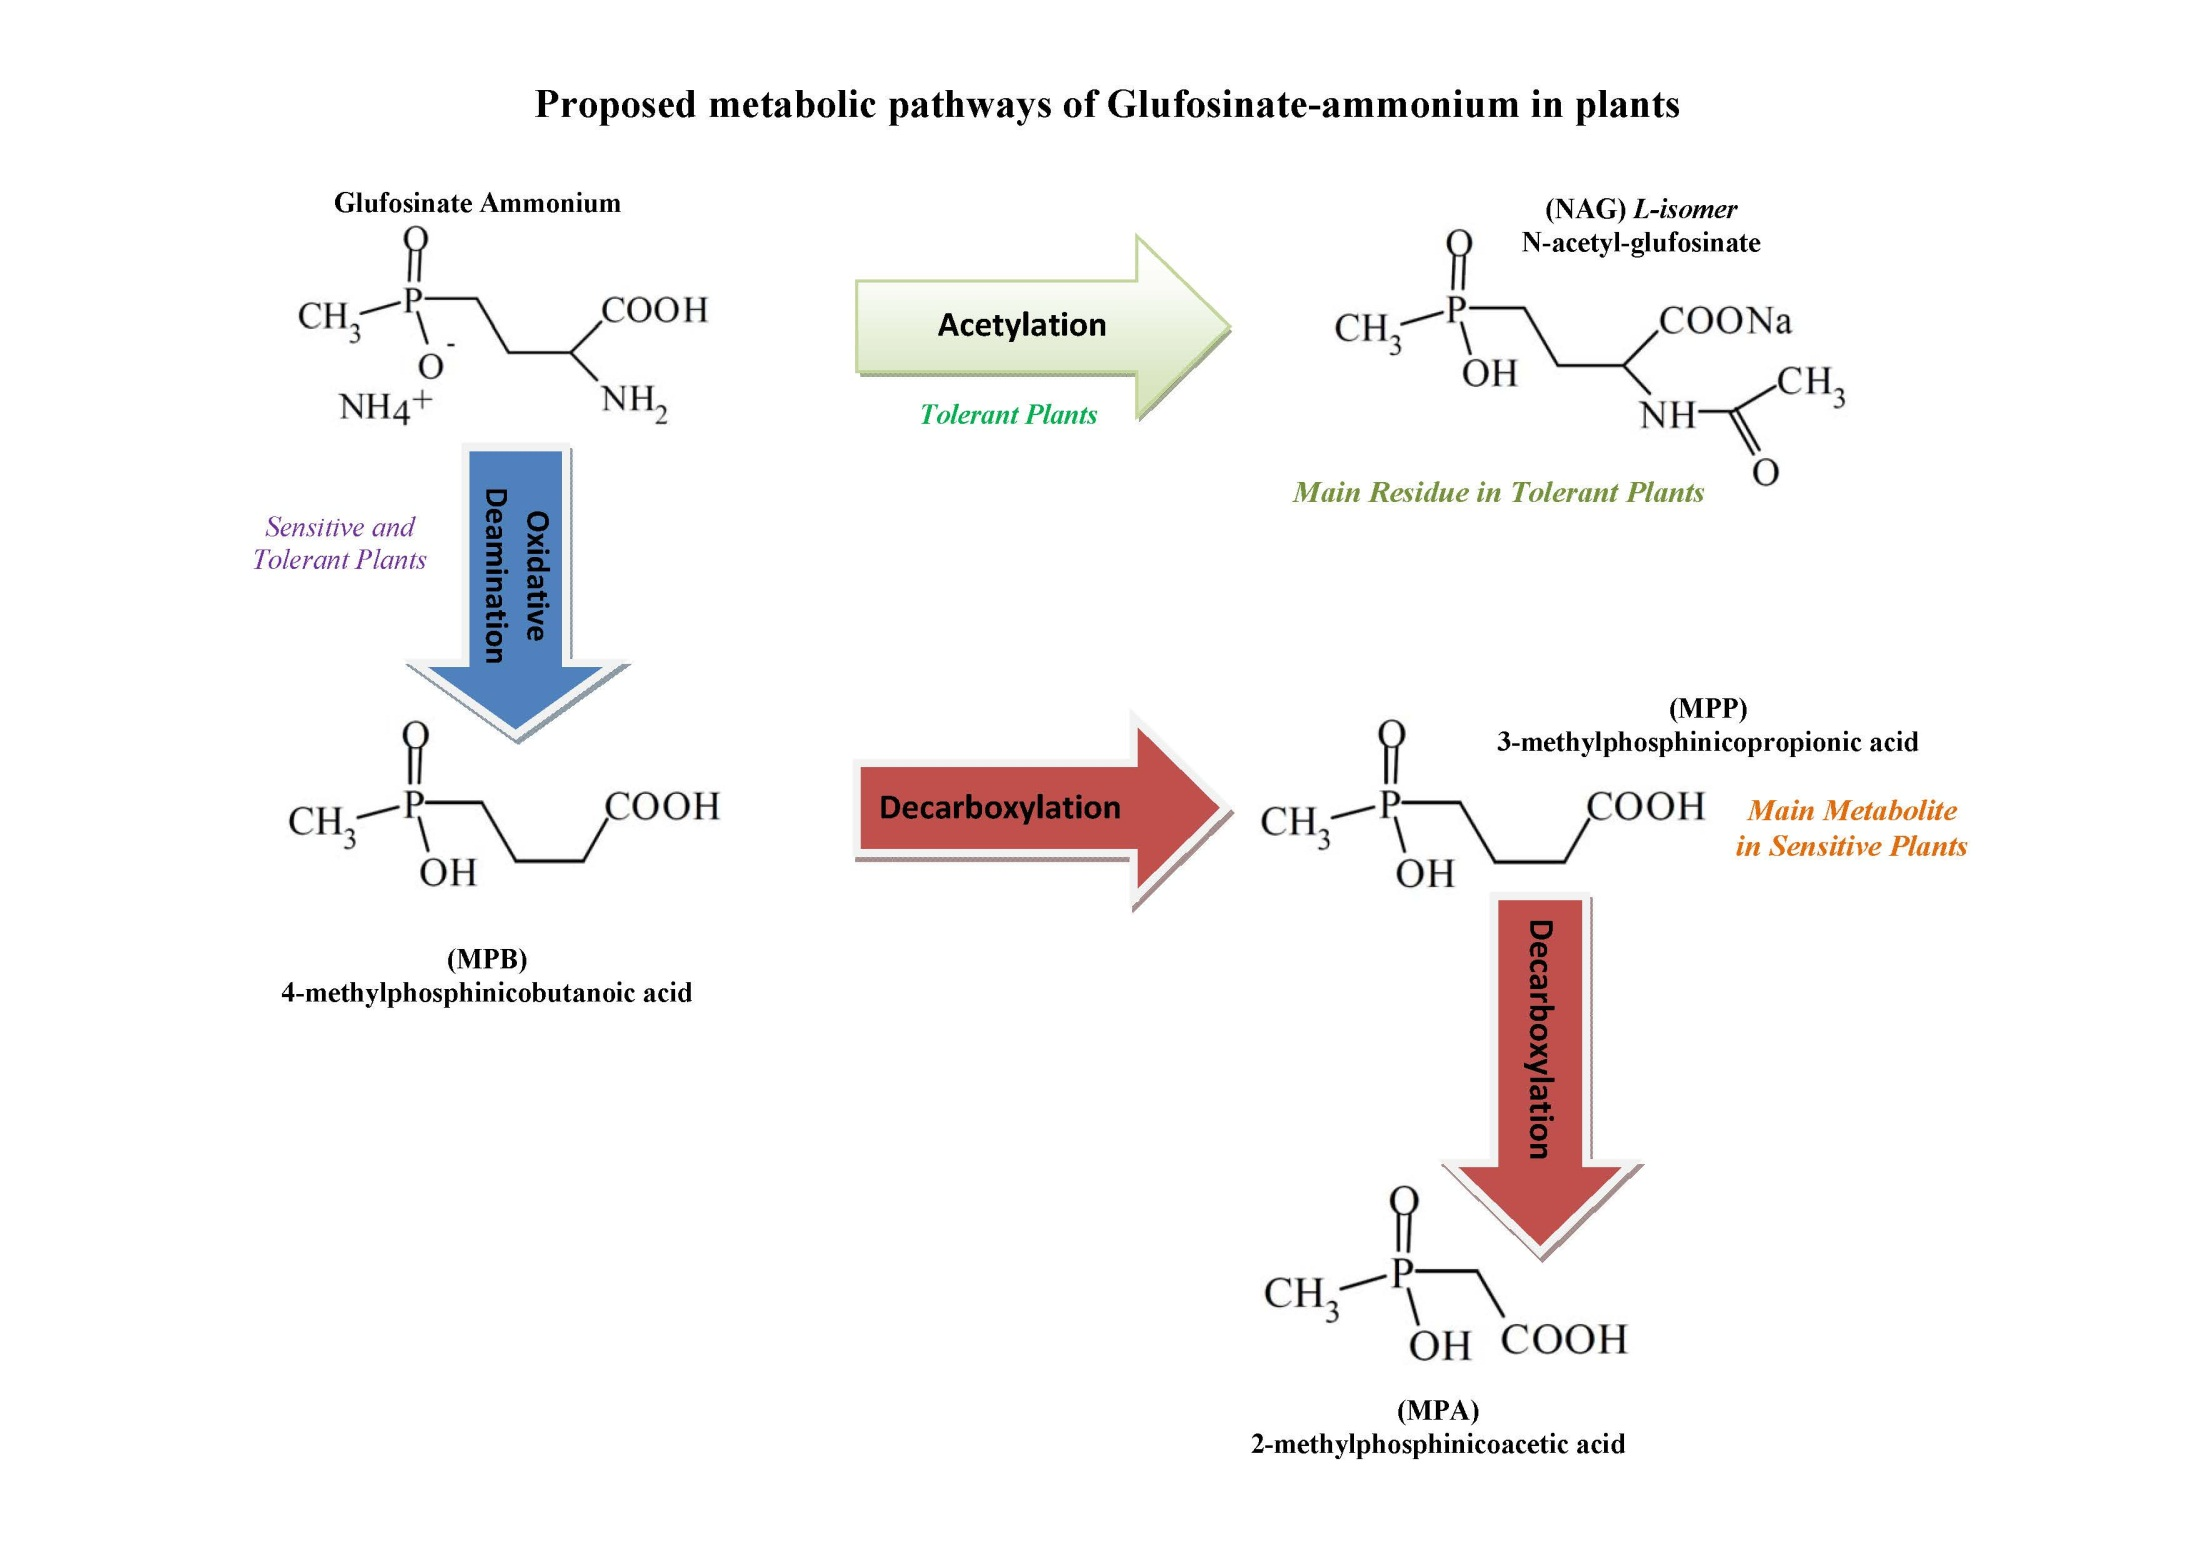 Proposed metabolic pathways of Glufosinate-ammonium in plants
Glufosinate Ammonium
O
CH3
P
O-
NH4+
COOH
NH2
Acetylation
Tolerant Plants
(NAG) L-isomer
N-acetyl-glufosinate
O
CH3
P
OH
COONa
NH
CH3
O
Main Residue in Tolerant Plants
Sensitive and
Tolerant Plants
Oxidative
Deamination
O
CH3
P
OH
COOH
(MPB)
4-methylphosphinicobutanoic acid
Decarboxylation
(MPP)
3-methylphosphinicopropionic acid
O
CH3
P
OH
COOH
Main Metabolite
in Sensitive Plants
Decarboxylation
O
CH3
P
OH
COOH
(MPA)
2-methylphosphinicoacetic acid